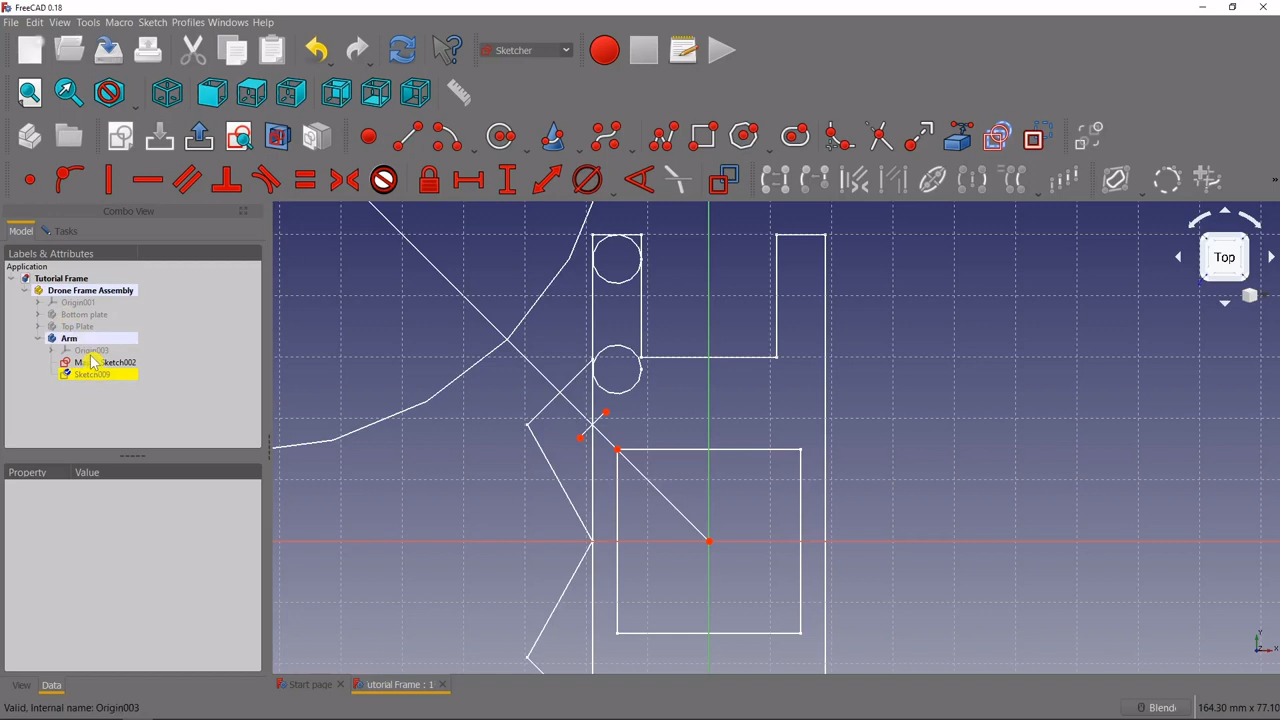 FreeCAD 0.18
File Edit View Tools Macro Sketch Profiles Windows Help
Sketcher
Combo View
Model Tasks
Labels & Attributes
Application
Tutorial Frame
Drone Frame Assembly
Origin001
Bottom plate
Top Plate
Arm
Origin003
M Sketch002
Sketch009
Property Value
Top
View Data
Start page
utorial Frame : 1
Valid. Internal name: Origin003
Blende
164.30 mm x 77.10